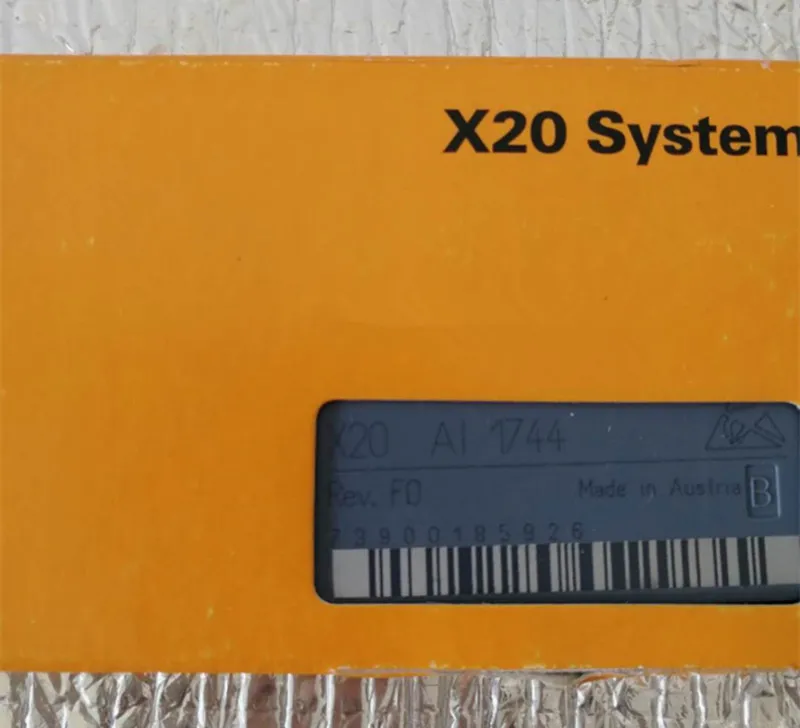 X20 System
X20 AI 1744
Rev. F0 Made in Austria B
73900185926